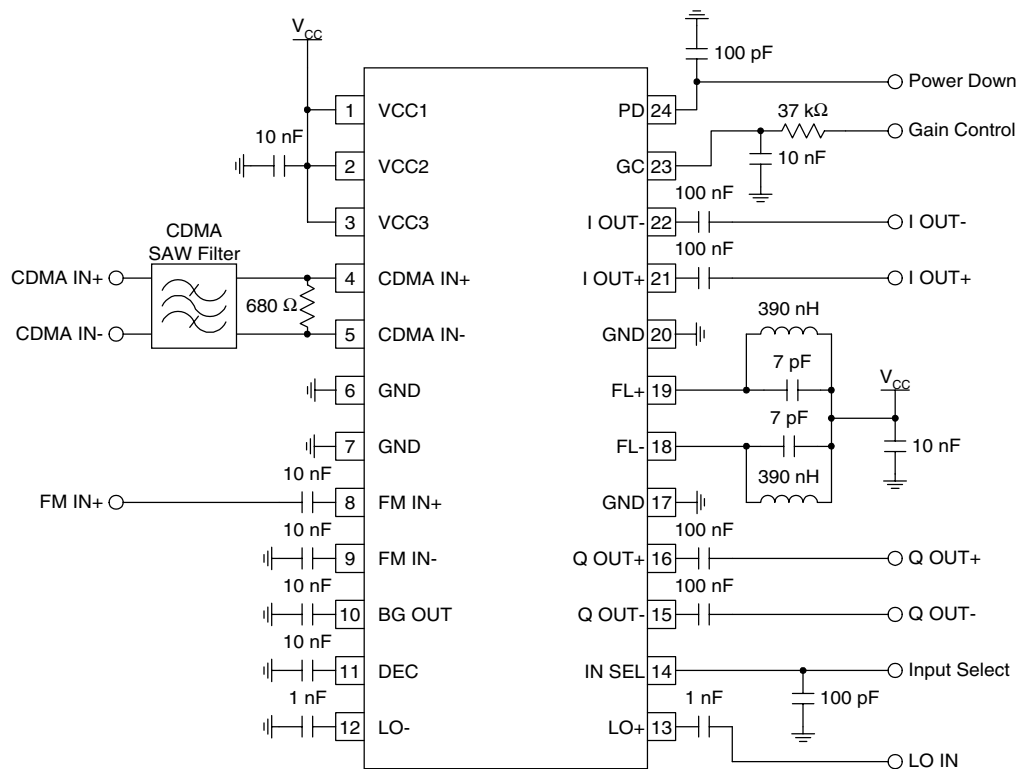 V_CC
100 pF
1 VCC1 PD 24 Power Down
10 nF 37 kΩ Gain Control
2 VCC2 GC 23 10 nF
100 nF
3 VCC3 I OUT- 22 I OUT-
CDMA
SAW Filter
100 nF
CDMA IN+ 4 CDMA IN+ I OUT+ 21 I OUT+
680 Ω 390 nH
CDMA IN- 5 CDMA IN- GND 20
7 pF
V_CC
6 GND FL+ 19
7 pF
7 GND FL- 18 10 nF
10 nF 390 nH
FM IN+ 8 FM IN+ GND 17
10 nF 100 nF
9 FM IN- Q OUT+ 16 Q OUT+
10 nF 100 nF
10 BG OUT Q OUT- 15 Q OUT-
10 nF
11 DEC IN SEL 14 Input Select
1 nF 1 nF 100 pF
12 LO- LO+ 13
LO IN